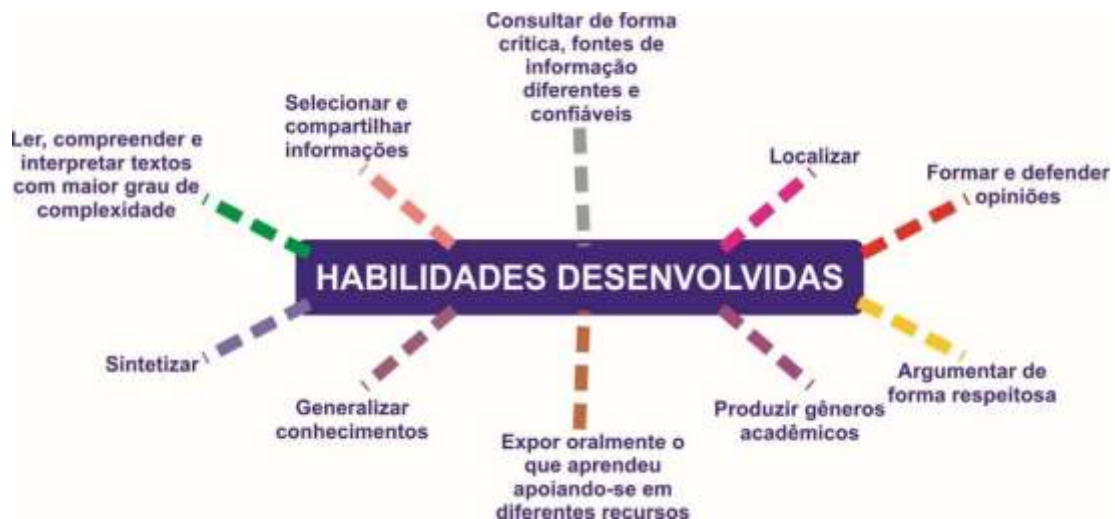 Consultar de forma
crítica, fontes de
informação
diferentes e
confiáveis
Selecionar e
compartilhar
informações
Ler, compreender e
interpretar textos
com maior grau de
complexidade
Localizar
Formar e defender
opiniões
HABILIDADES DESENVOLVIDAS
Sintetizar
Generalizar
conhecimentos
Expor oralmente o
que aprendeu
apoiando-se em
diferentes recursos
Produzir gêneros
acadêmicos
Argumentar de
forma respeitosa